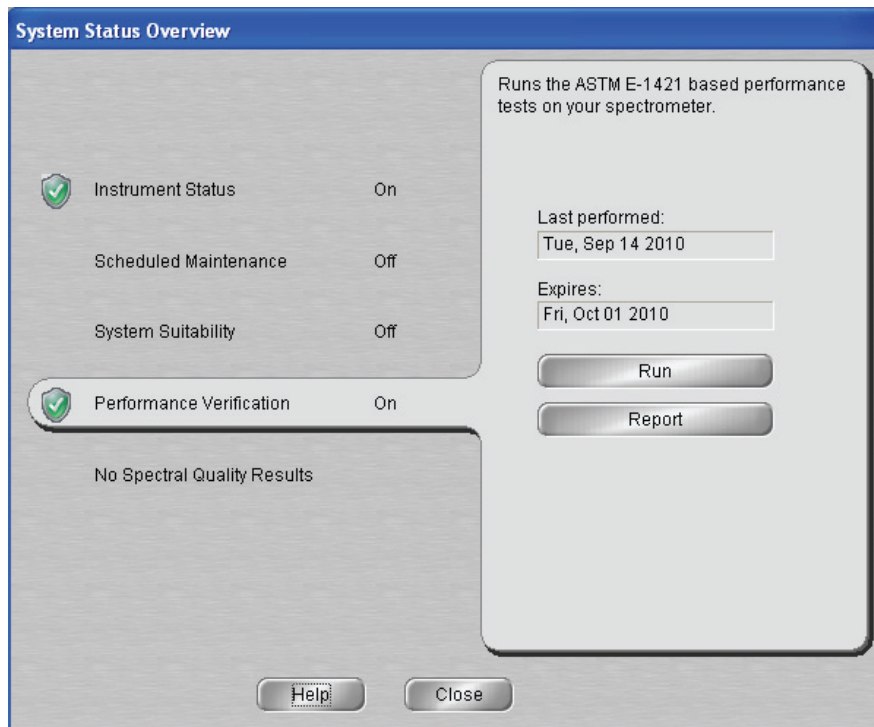 System Status Overview
Runs the ASTM E-1421 based performance
tests on your spectrometer.
Instrument Status On
Scheduled Maintenance Off
System Suitability Off
Performance Verification On
No Spectral Quality Results
Last performed:
Tue, Sep 14 2010
Expires:
Fri, Oct 01 2010
Run
Report
Help
Close